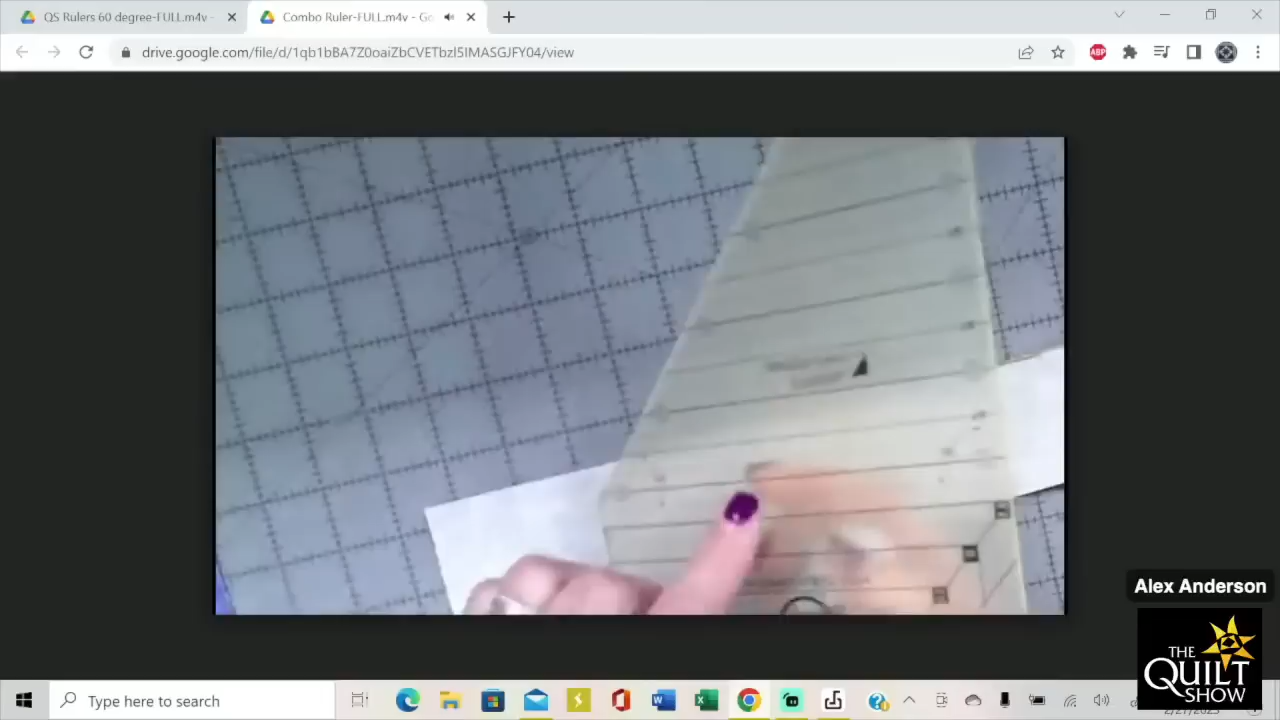 QS Rulers 60 degree-FULL.m4v -
Combo Ruler-FULL.m4v - Go
drive.google.com/file/d/1qb1bBA7Z0oaiZbCVETbzI5IMASGJFY04/view
ABP
Alex Anderson
THE
QUILT
SHOW
Type here to search